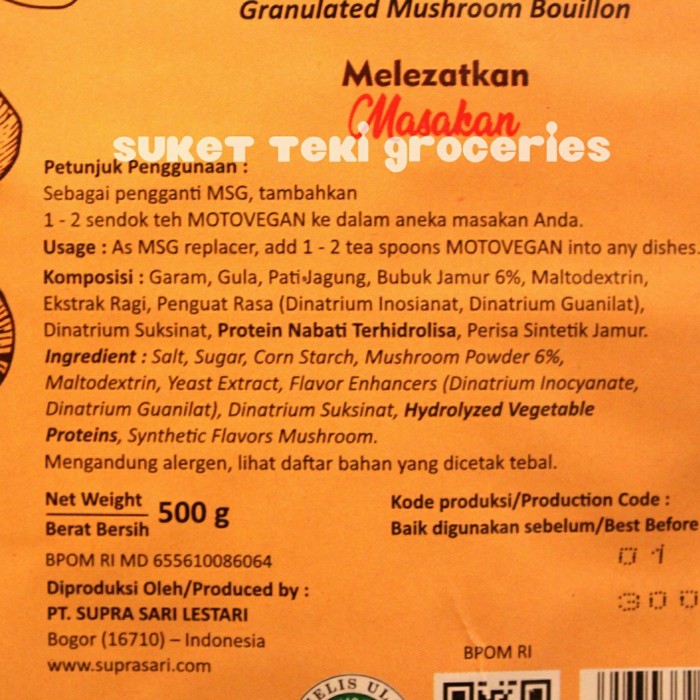 Granulated Mushroom Bouillon
Melezatkan
Masakan
SUKET TEKI groceries
Petunjuk Penggunaan :
Sebagai pengganti MSG, tambahkan
1 - 2 sendok teh MOTOVEGAN ke dalam aneka masakan Anda.
Usage : As MSG replacer, add 1 - 2 tea spoons MOTOVEGAN into any dishes.
Komposisi : Garam, Gula, Pati Jagung, Bubuk Jamur 6%, Maltodextrin,
Ekstrak Ragi, Penguat Rasa (Dinatrium Inosianat, Dinatrium Guanilat),
Dinatrium Suksinat, Protein Nabati Terhidrolisa, Perisa Sintetik Jamur.
Ingredient : Salt, Sugar, Corn Starch, Mushroom Powder 6%,
Maltodextrin, Yeast Extract, Flavor Enhancers (Dinatrium Inocyanate,
Dinatrium Guanilat), Dinatrium Suksinat, Hydrolyzed Vegetable
Proteins, Synthetic Flavors Mushroom.
Mengandung alergen, lihat daftar bahan yang dicetak tebal.
Net Weight
Berat Bersih
500 g
Kode produksi/Production Code :
Baik digunakan sebelum/Best Before
01
300
BPOM RI MD 655610086064
Diproduksi Oleh/Produced by :
PT. SUPRA SARI LESTARI
Bogor (16710) – Indonesia
www.suprasari.com
BPOM RI